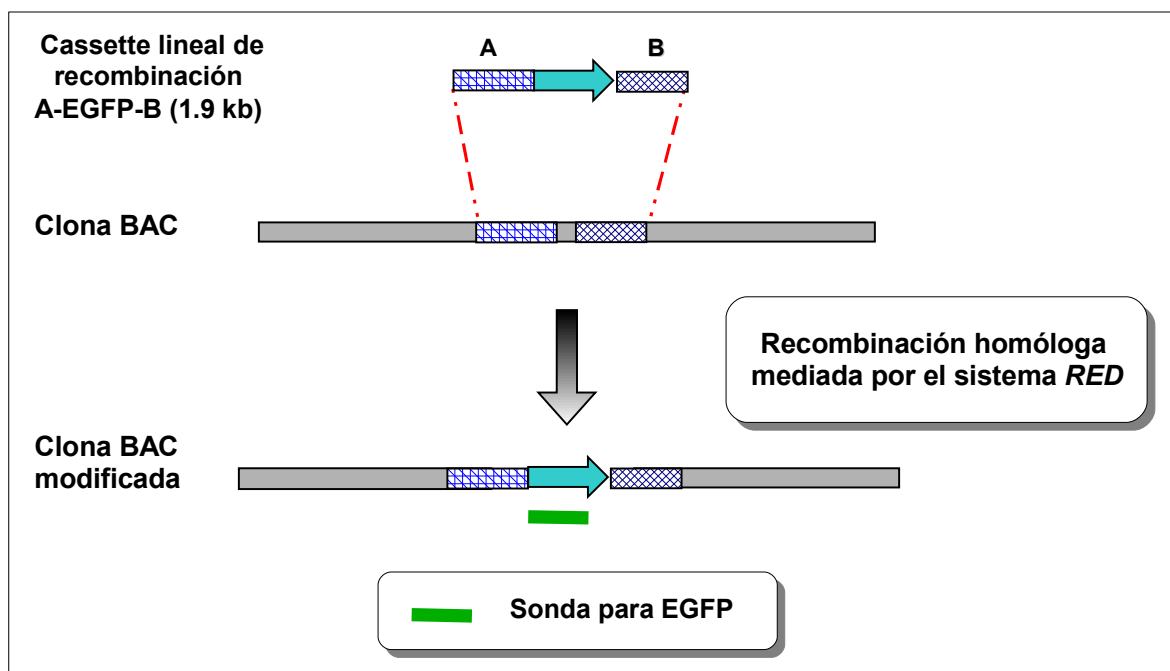 Cassette lineal de
recombinación
A-EGFP-B (1.9 kb)
A
B
Clona BAC
Recombinación homóloga
mediada por el sistema RED
Clona BAC
modificada
Sonda para EGFP